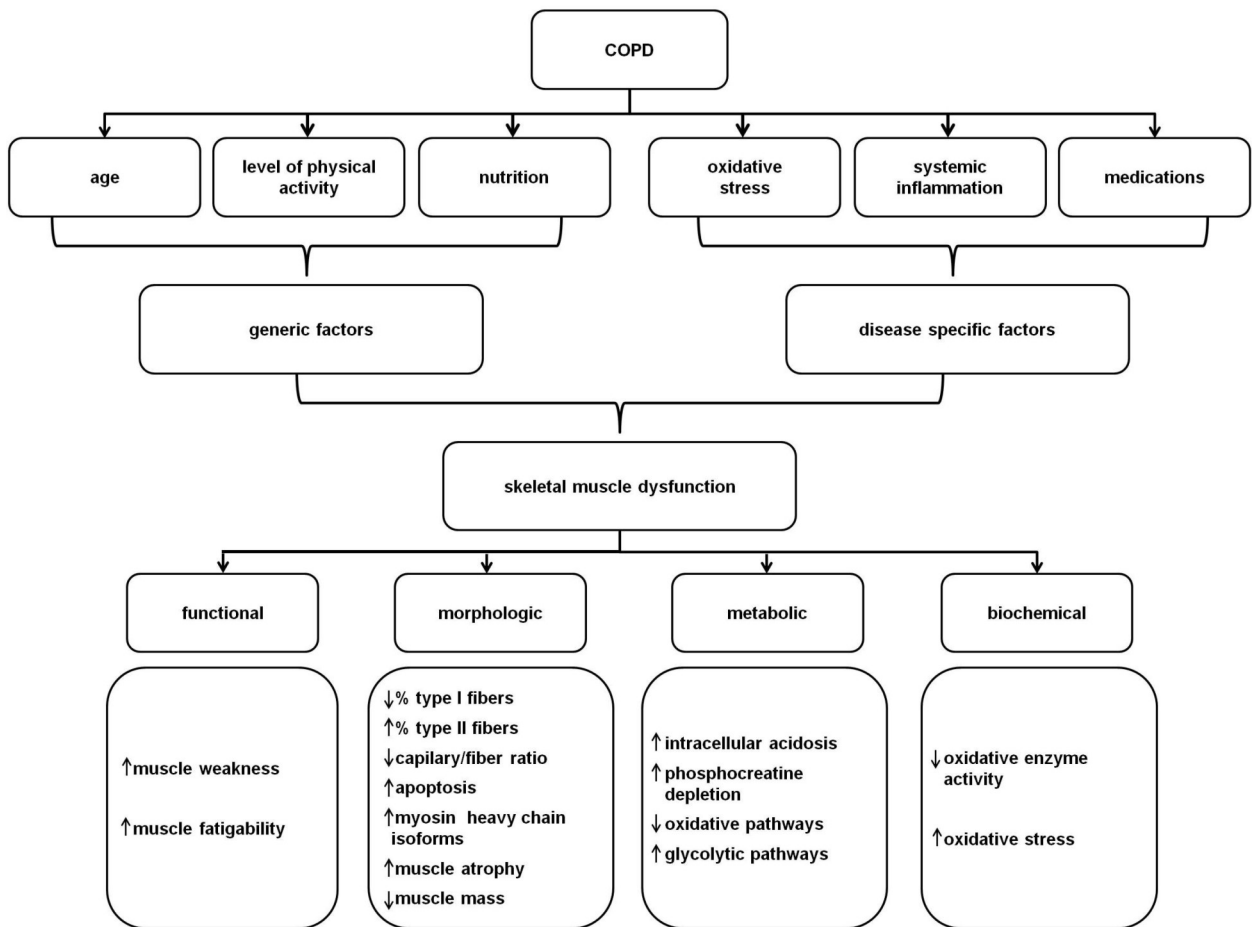 COPD
age
level of physical
activity
nutrition
oxidative
stress
systemic
inflammation
medications
generic factors
disease specific factors
skeletal muscle dysfunction
functional
morphologic
metabolic
biochemical
↑muscle weakness
↑muscle fatigability
↓% type I fibers
↑% type II fibers
↓capilary/fiber ratio
↑apoptosis
↑myosin heavy chain
isoforms
↑muscle atrophy
↓muscle mass
↑intracellular acidosis
↑phosphocreatine
depletion
↓oxidative pathways
↑glycolytic pathways
↓oxidative enzyme
activity
↑oxidative stress